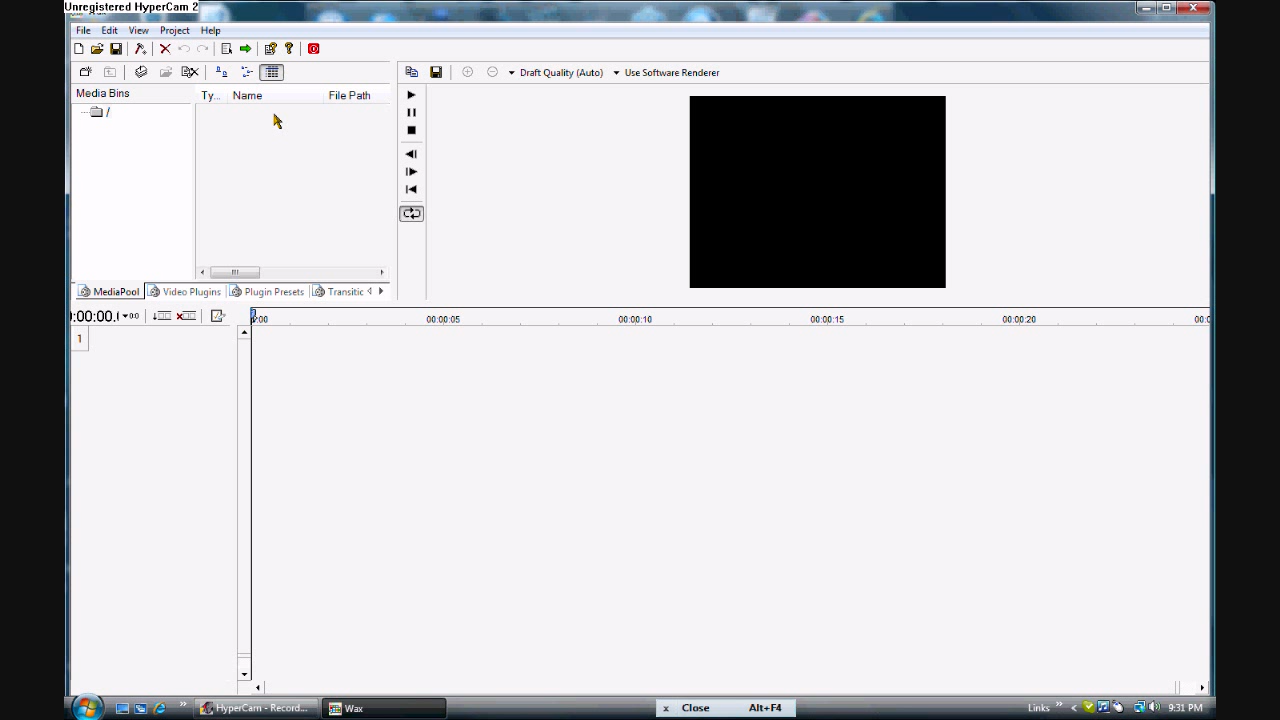 Unregistered HyperCam 2
File Edit View Project Help
Draft Quality (Auto) Use Software Renderer
Media Bins Ty... Name File Path
/
MediaPool Video Plugins Plugin Presets Transitic
00:00:05 00:00:10 00:00:15 00:00:20
1
HyperCam - Record... Wax x Close Alt+F4 Links 9:31 PM